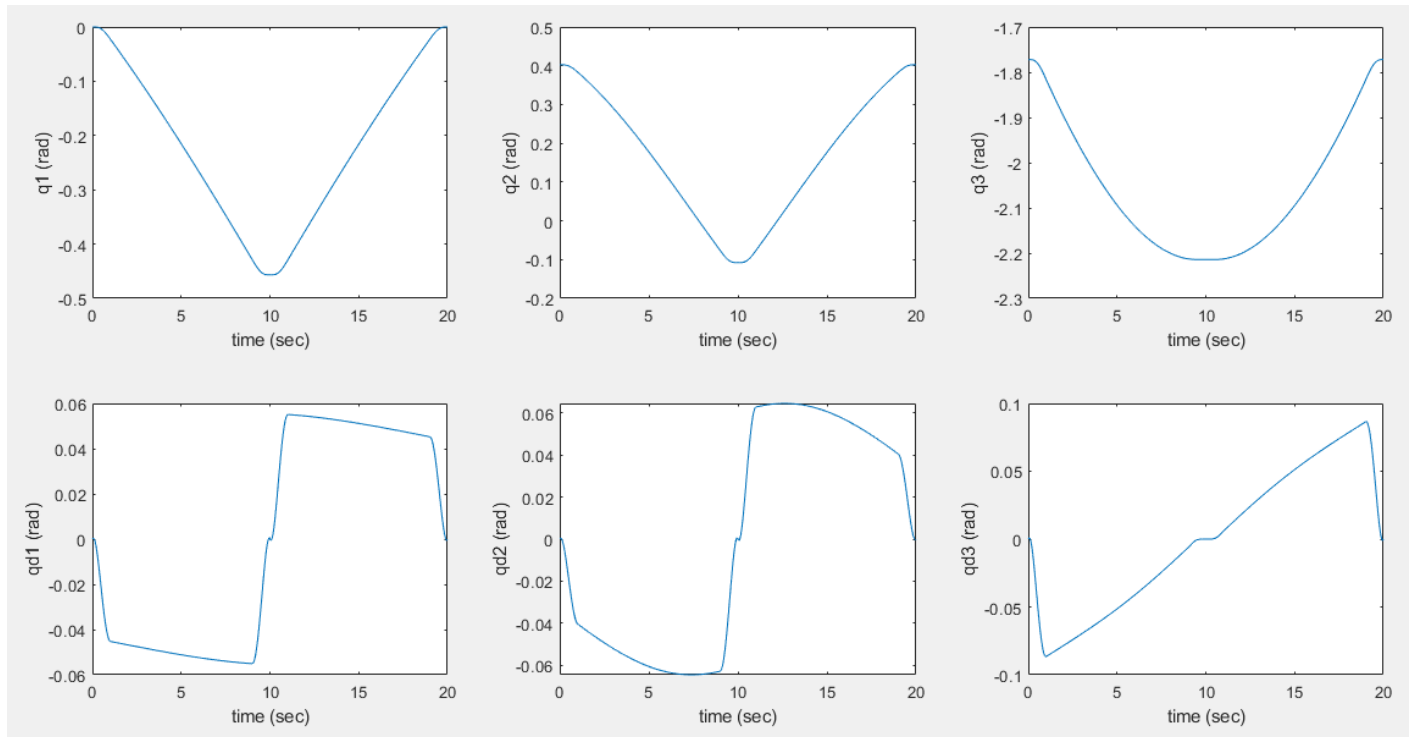 q1 (rad)
0
-0.1
-0.2
-0.3
-0.4
-0.5
0 5 10 15 20
time (sec)
q2 (rad)
0.5
0.4
0.3
0.2
0.1
0
-0.1
-0.2
0 5 10 15 20
time (sec)
q3 (rad)
-1.7
-1.8
-1.9
-2
-2.1
-2.2
-2.3
0 5 10 15 20
time (sec)
qd1 (rad)
0.06
0.04
0.02
0
-0.02
-0.04
-0.06
0 5 10 15 20
time (sec)
qd2 (rad)
0.06
0.04
0.02
0
-0.02
-0.04
-0.06
0 5 10 15 20
time (sec)
qd3 (rad)
0.1
0.05
0
-0.05
-0.1
0 5 10 15 20
time (sec)